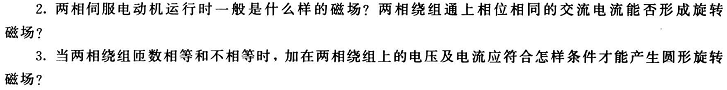 2. 两相伺服电动机运行时一般是什么样的磁场？两相绕组通上相位相同的交流电流能否形成旋转
磁场？
3. 当两相绕组匝数相等和不相等时，加在两相绕组上的电压及电流应符合怎样条件才能产生圆形旋转
磁场？